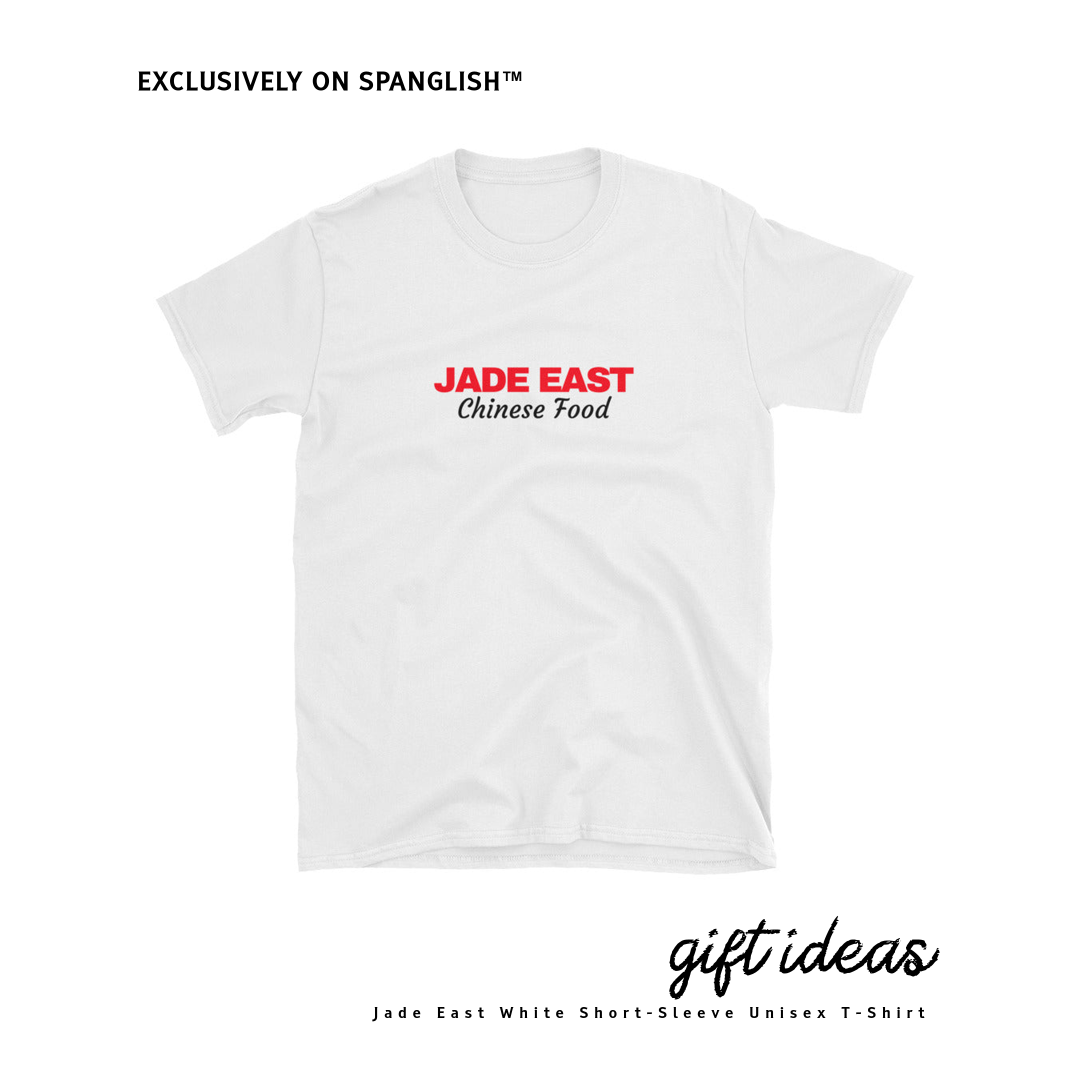 EXCLUSIVELY ON SPANGLISH™
JADE EAST
Chinese Food
gift ideas
Jade East White Short-Sleeve Unisex T-Shirt